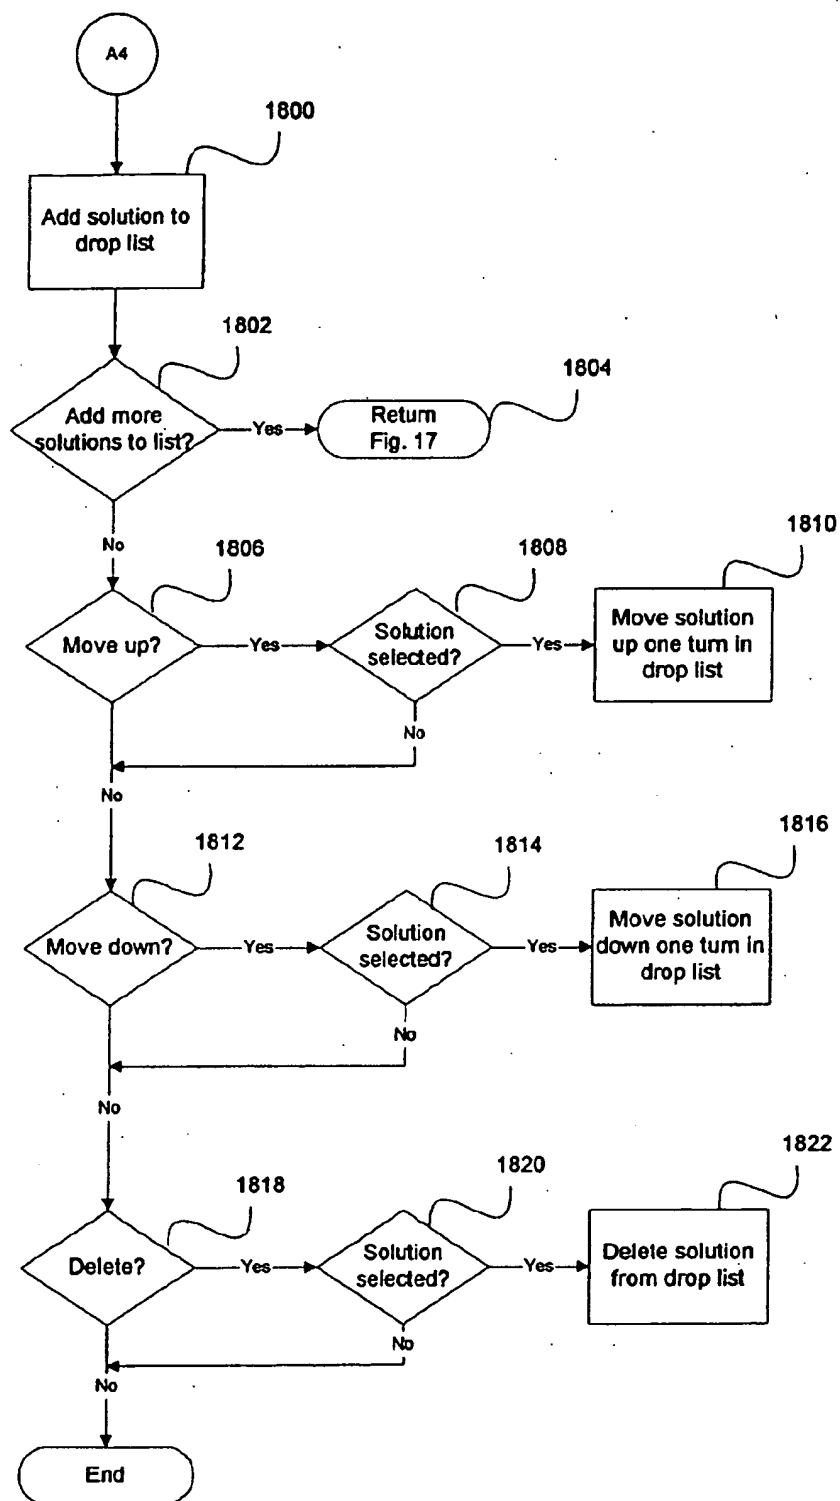 A4
1800
Add solution to
drop list
1802
Add more
solutions to list?
Yes
Return
Fig. 17
1804
No
1806
Move up?
Yes
1808
Solution
selected?
Yes
1810
Move solution
up one turn in
drop list
No
No
1812
Move down?
Yes
1814
Solution
selected?
Yes
1816
Move solution
down one turn in
drop list
No
No
1818
Delete?
Yes
1820
Solution
selected?
Yes
1822
Delete solution
from drop list
No
No
End